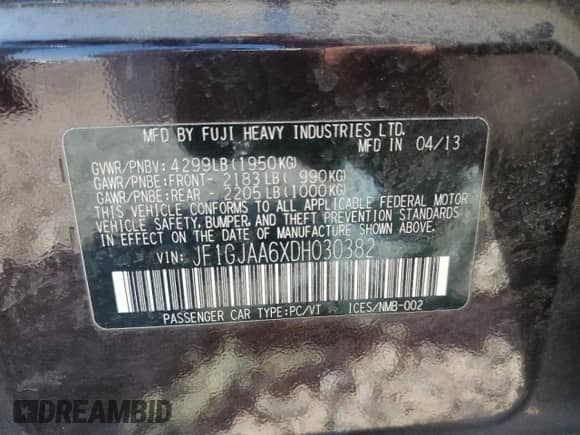 MFD BY FUJI HEAVY INDUSTRIES LTD.
MFD IN 04/13
GVWR/PNBV: 4299LB(1950KG)
GAWR/PNBE:FRONT- 2183LB( 990KG)
GAWR/PNBE:REAR - 2205LB(1000KG)
THIS VEHICLE CONFORMS TO ALL APPLICABLE FEDERAL MOTOR
VEHICLE SAFETY, BUMPER, AND THEFT PREVENTION STANDARDS
IN EFFECT ON THE DATE OF MANUFACTURE SHOWN ABOVE.
VIN: JF1GJAA6XDH030382
PASSENGER CAR TYPE:PC/VT ICES/NMB-002
DREAMBID